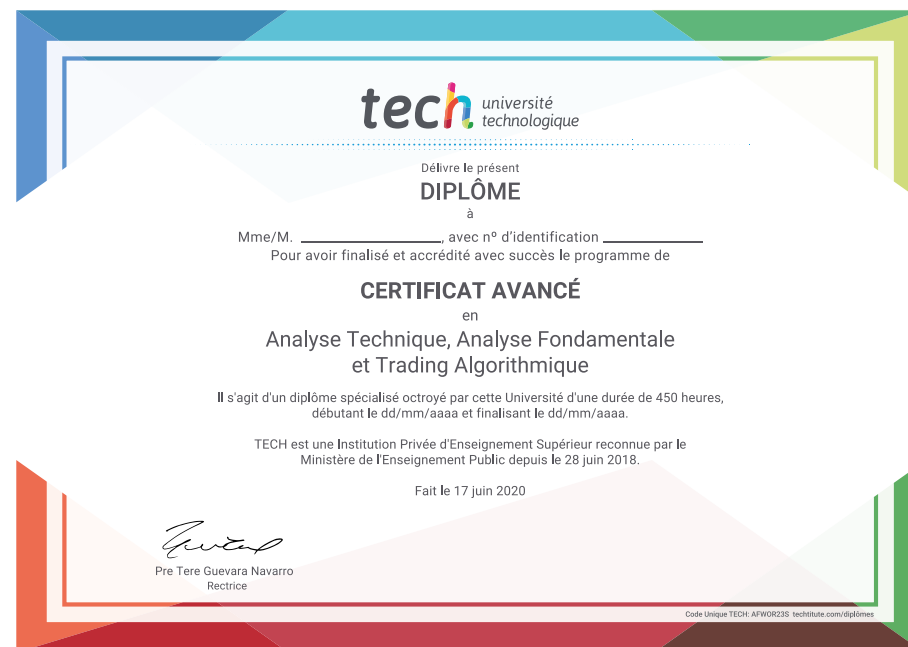 tech université
technologique
Délivre le présent
DIPLÔME
à
Mme/M. ____________________, avec nº d'identification ______________
Pour avoir finalisé et accrédité avec succès le programme de
CERTIFICAT AVANCÉ
en
Analyse Technique, Analyse Fondamentale
et Trading Algorithmique
Il s'agit d'un diplôme spécialisé octroyé par cette Université d'une durée de 450 heures,
débutant le dd/mm/aaaa et finalisant le dd/mm/aaaa.
TECH est une Institution Privée d'Enseignement Supérieur reconnue par le
Ministère de l'Enseignement Public depuis le 28 juin 2018.
Fait le 17 juin 2020
Pre Tere Guevara Navarro
Rectrice
Code Unique TECH: AFWOR23S techtitute.com/diplômes